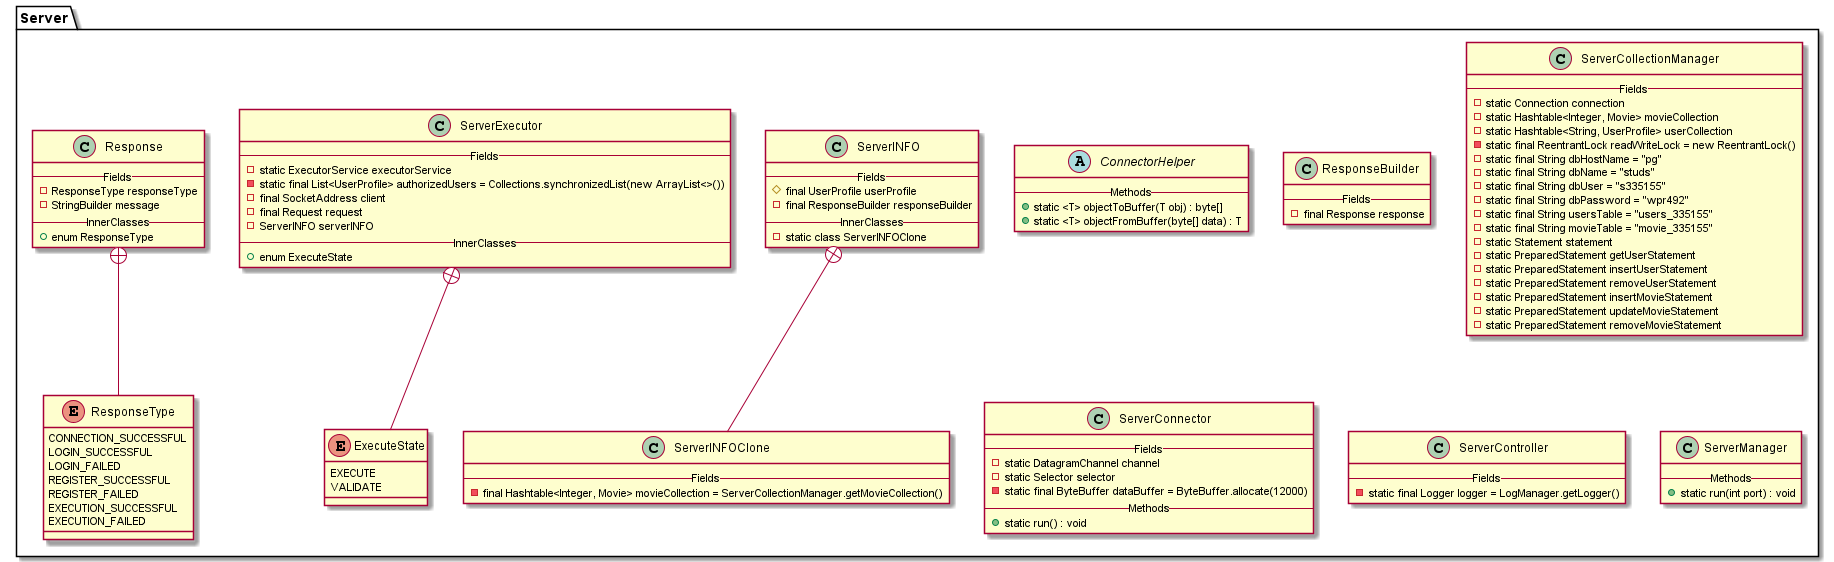 Server
Response
Fields
ResponseType responseType
StringBuilder message
InnerClasses
enum ResponseType
ServerExecutor
Fields
static ExecutorService executorService
static final List<UserProfile> authorizedUsers = Collections.synchronizedList(new ArrayList<>())
final SocketAddress client
final Request request
ServerINFO serverINFO
InnerClasses
enum ExecuteState
ServerINFO
Fields
final UserProfile userProfile
final ResponseBuilder responseBuilder
InnerClasses
static class ServerINFOClone
ConnectorHelper
Methods
static <T> objectToBuffer(T obj) : byte[]
static <T> objectFromBuffer(byte[] data) : T
ResponseBuilder
Fields
final Response response
ServerCollectionManager
Fields
static Connection connection
static Hashtable<Integer, Movie> movieCollection
static Hashtable<String, UserProfile> userCollection
static final ReentrantLock readWriteLock = new ReentrantLock()
static final String dbHostName = "pg"
static final String dbName = "studs"
static final String dbUser = "s335155"
static final String dbPassword = "wpr492"
static final String usersTable = "users_335155"
static final String movieTable = "movie_335155"
static Statement statement
static PreparedStatement getUserStatement
static PreparedStatement insertUserStatement
static PreparedStatement removeUserStatement
static PreparedStatement insertMovieStatement
static PreparedStatement updateMovieStatement
static PreparedStatement removeMovieStatement
ResponseType
CONNECTION_SUCCESSFUL
LOGIN_SUCCESSFUL
LOGIN_FAILED
REGISTER_SUCCESSFUL
REGISTER_FAILED
EXECUTION_SUCCESSFUL
EXECUTION_FAILED
ExecuteState
EXECUTE
VALIDATE
ServerINFOClone
Fields
final Hashtable<Integer, Movie> movieCollection = ServerCollectionManager.getMovieCollection()
ServerConnector
Fields
static DatagramChannel channel
static Selector selector
static final ByteBuffer dataBuffer = ByteBuffer.allocate(12000)
Methods
static run() : void
ServerController
Fields
static final Logger logger = LogManager.getLogger()
ServerManager
Methods
static run(int port) : void